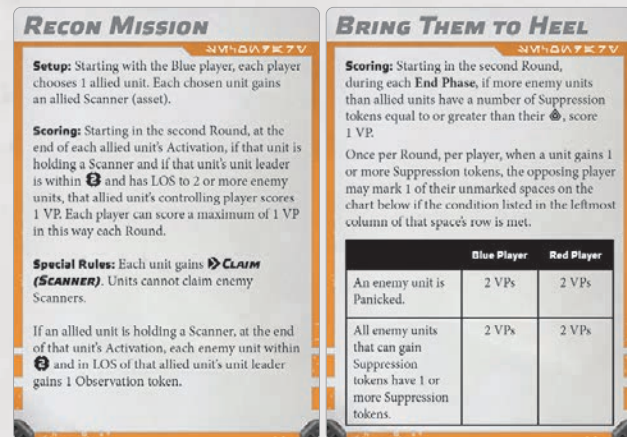 RECON MISSION
Setup: Starting with the Blue player, each player
chooses 1 allied unit. Each chosen unit gains
an allied Scanner (asset).
Scoring: Starting in the second Round, at the
end of each allied unit's Activation, if that unit is
holding a Scanner and if that unit's unit leader
is within 2 and has LOS to 2 or more enemy
units, that allied unit's controlling player scores
1 VP. Each player can score a maximum of 1 VP
in this way each Round.
Special Rules: Each unit gains CLAIM
(SCANNER). Units cannot claim enemy
Scanners.
If an allied unit is holding a Scanner, at the end
of that unit's Activation, each enemy unit within
2 and in LOS of that allied unit's unit leader
gains 1 Observation token.
BRING THEM TO HEEL
Scoring: Starting in the second Round,
during each End Phase, if more enemy units
than allied units have a number of Suppression
tokens equal to or greater than their , score
1 VP.
Once per Round, per player, when a unit gains 1
or more Suppression tokens, the opposing player
may mark 1 of their unmarked spaces on the
chart below if the condition listed in the leftmost
column of that space's row is met.
Blue Player Red Player
An enemy unit is 2 VPs 2 VPs
Panicked.
All enemy units 2 VPs 2 VPs
that can gain
Suppression
tokens have 1 or
more Suppression
tokens.